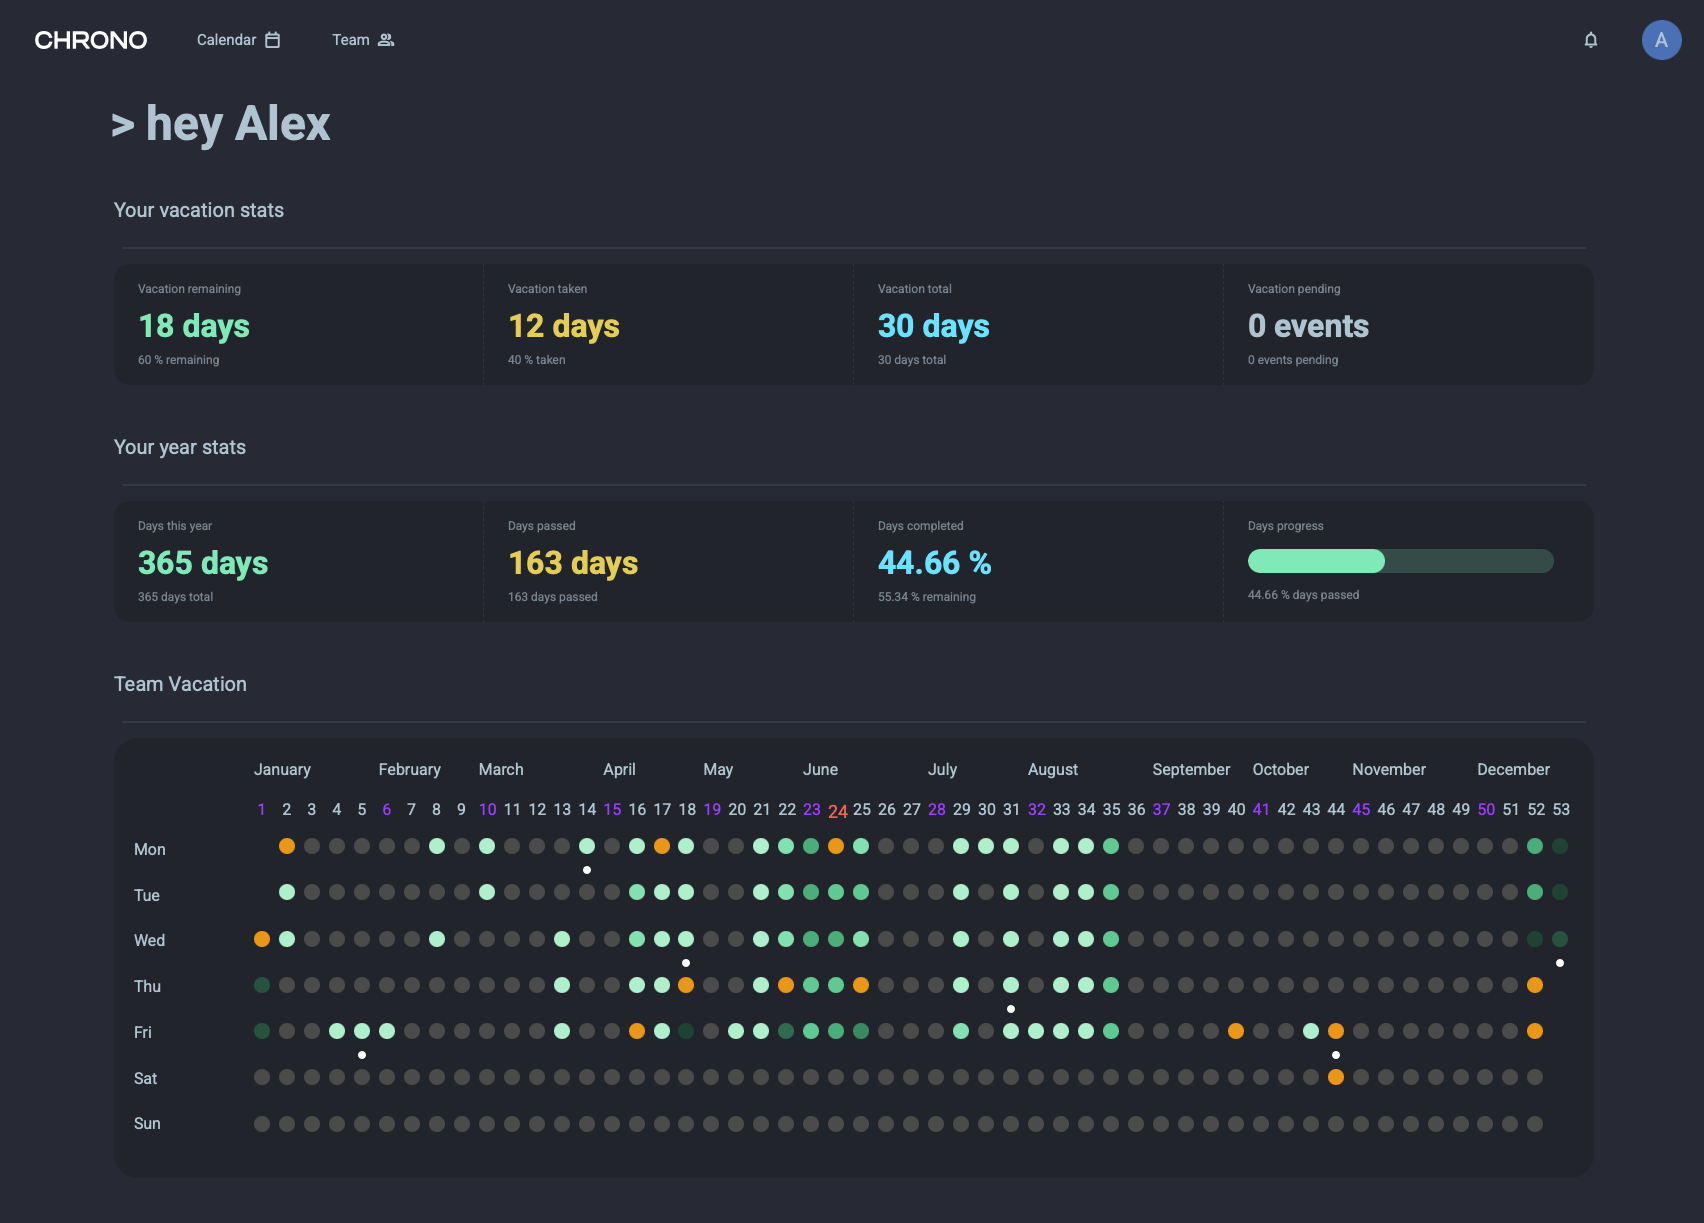 CHRONO Calendar Team A
> hey Alex
Your vacation stats
Vacation remaining Vacation taken Vacation total Vacation pending
18 days 12 days 30 days 0 events
60 % remaining 40 % taken 30 days total 0 events pending
Your year stats
Days this year Days passed Days completed Days progress
365 days 163 days 44.66 %
365 days total 163 days passed 55.34 % remaining 44.66 % days passed
Team Vacation
January February March April May June July August September October November December
1 2 3 4 5 6 7 8 9 10 11 12 13 14 15 16 17 18 19 20 21 22 23 24 25 26 27 28 29 30 31 32 33 34 35 36 37 38 39 40 41 42 43 44 45 46 47 48 49 50 51 52 53
Mon
Tue
Wed
Thu
Fri
Sat
Sun